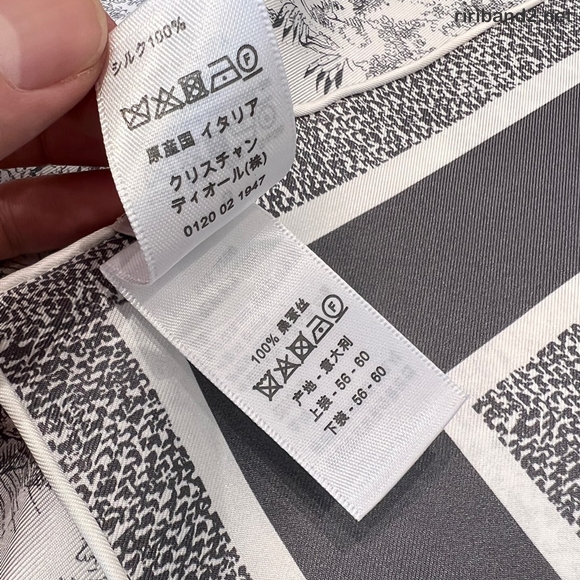 ririband2.net
シルク100%
原産国 イタリア
クリスチャン
ディオール(株)
0120 02 1947
100% 桑蚕丝
产地 - 意大利
上装 - 56 - 60
下装 - 56 - 60